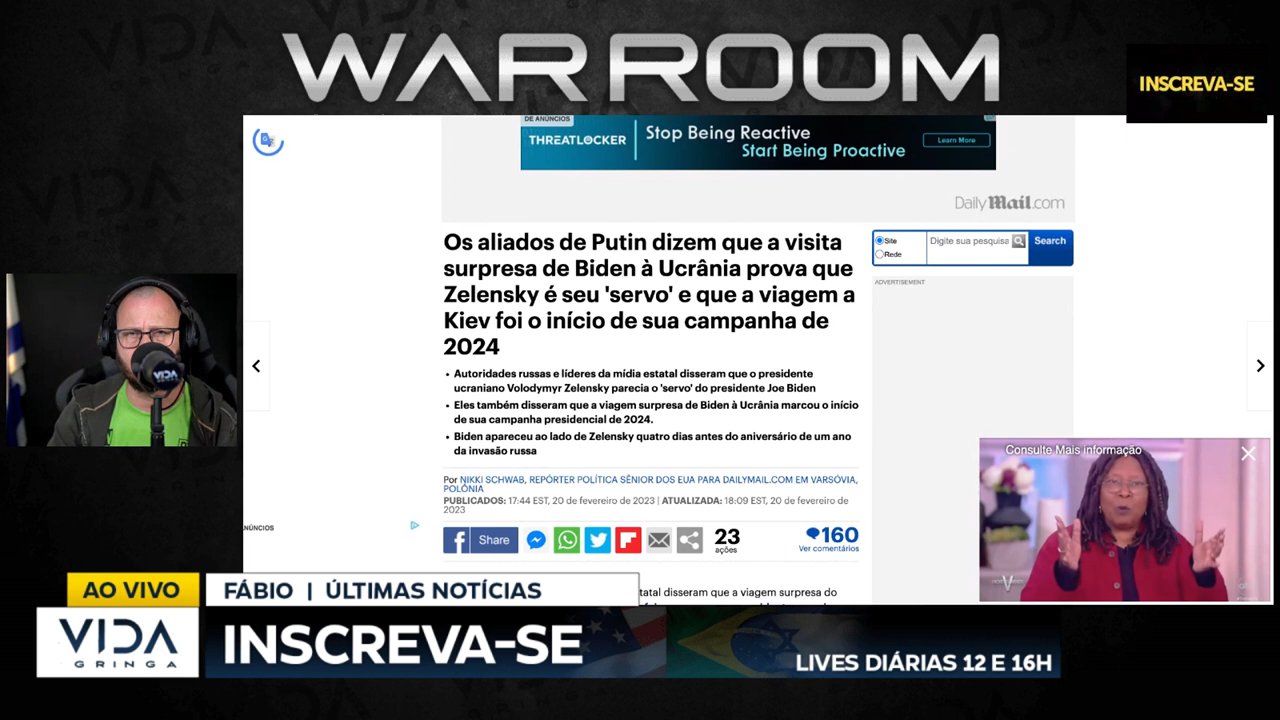 WAR ROOM
INSCREVA-SE
DE ANÚNCIOS
THREATLOCKER
Stop Being Reactive
Start Being Proactive
Learn More
DailyMail.com
Os aliados de Putin dizem que a visita
surpresa de Biden à Ucrânia prova que
Zelensky é seu 'servo' e que a viagem a
Kiev foi o início de sua campanha de
2024
Site
Rede
Digite sua pesquisa
Search
ADVERTISEMENT
• Autoridades russas e líderes da mídia estatal disseram que o presidente
ucraniano Volodymyr Zelensky parecia o 'servo' do presidente Joe Biden
• Eles também disseram que a viagem surpresa de Biden à Ucrânia marcou o início
de sua campanha presidencial de 2024.
• Biden apareceu ao lado de Zelensky quatro dias antes do aniversário de um ano
da invasão russa
Por NIKKI SCHWAB, REPÓRTER POLÍTICA SÊNIOR DOS EUA PARA DAILYMAIL.COM EM VARSÓVIA,
POLÔNIA
PUBLICADOS: 17:44 EST, 20 de fevereiro de 2023 | ATUALIZADA: 18:09 EST, 20 de fevereiro de
2023
Share
23
ações
160
Ver comentários
NÚNCIOS
Consulte Mais informação
VIDA
tatal disseram que a viagem surpresa do
AO VIVO
FÁBIO | ÚLTIMAS NOTÍCIAS
VIDA
GRINGA
INSCREVA-SE
LIVES DIÁRIAS 12 E 16H